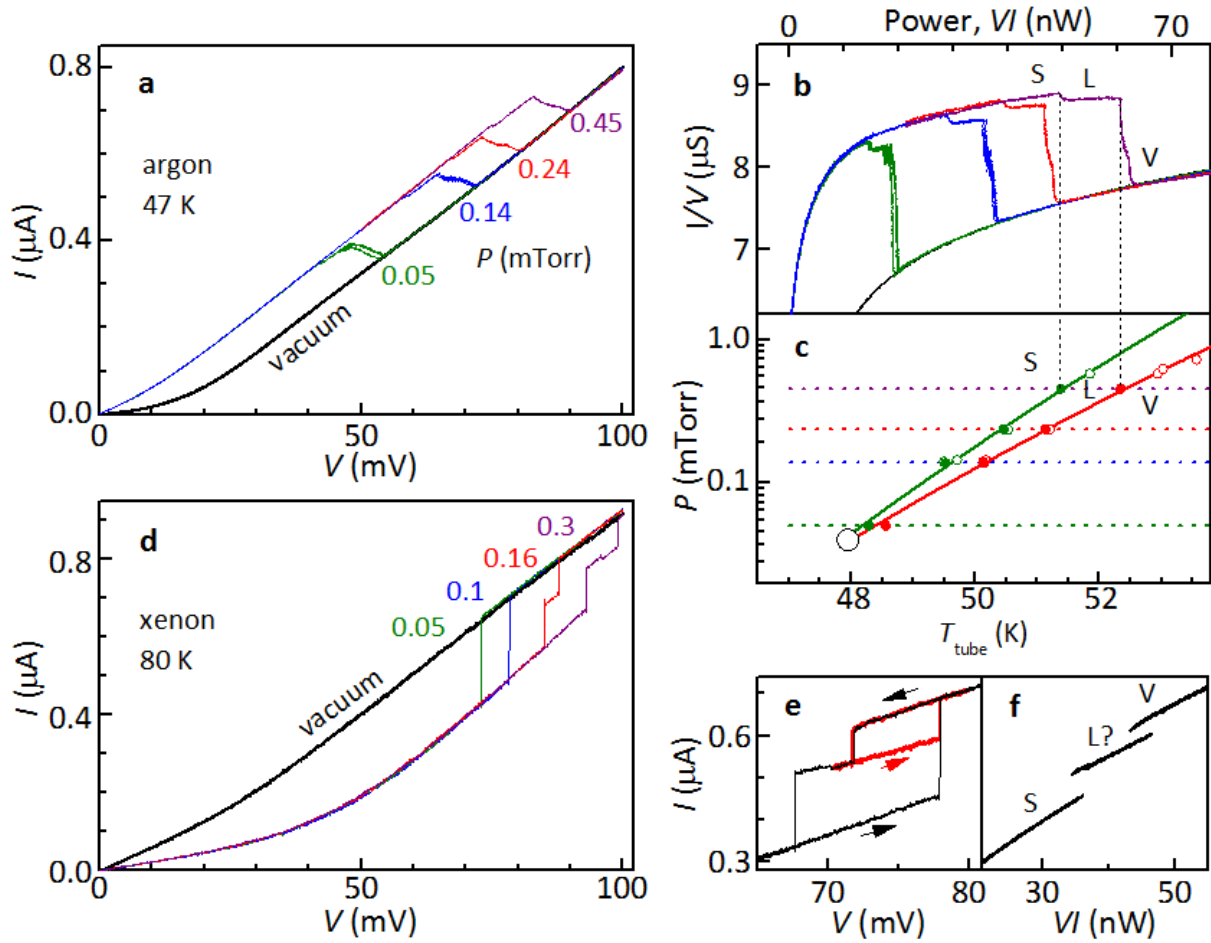 a
argon
47 K
I (μA)
0.8
0.4
0.0
0.45
0.24
0.14
0.05
P (mTorr)
vacuum
0
50
100
V (mV)
Power, VI (nW)
0
70
b
S
L
V
I/V (μS)
9
8
7
c
S
L
V
P (mTorr)
1.0
0.1
48
50
52
T_tube (K)
d
xenon
80 K
I (μA)
0.8
0.4
0.0
0.3
0.16
0.1
0.05
vacuum
0
50
100
V (mV)
e
I (μA)
0.6
0.3
70
80
V (mV)
f
V
L?
S
30
50
VI (nW)